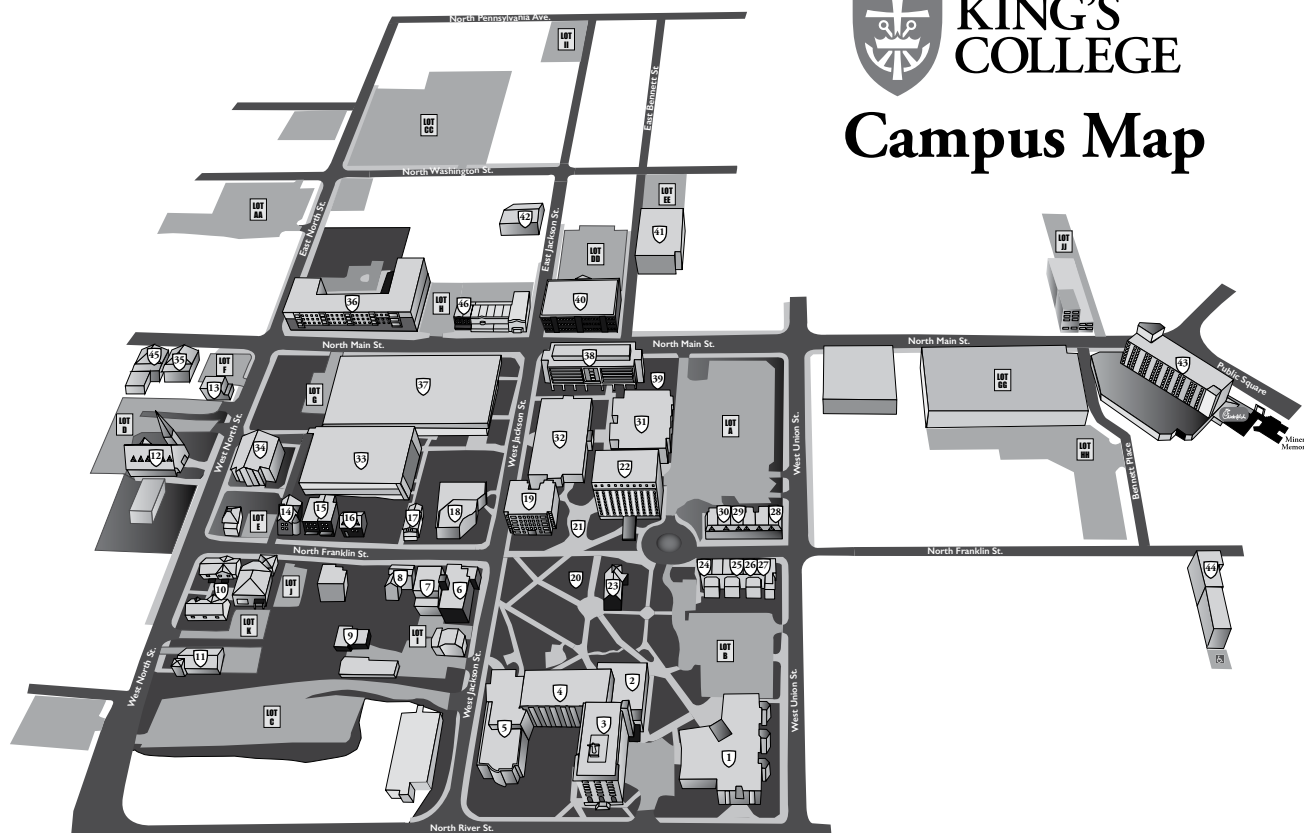 KING'S
COLLEGE
Campus Map
North Pennsylvania Ave.
LOT
II
East Bennett St
LOT
CC
North Washington St.
LOT
AA
East North St.
42
East Jackson St.
LOT
EE
41
LOT
DD
LOT
JJ
36
LOT
H
46
40
North Main St.
North Main St.
North Main St.
45
35
LOT
F
13
LOT
G
37
38
39
LOT
GG
43
Public Square
LOT
D
12
West North St.
34
33
West Jackson St.
32
31
LOT
A
West Union St.
LOT
HH
Bennett Place
Miner
Memor
22
19
LOT
E
14
15
16
17
18
21
30
29
28
North Franklin St.
North Franklin St.
10
LOT
J
8
7
6
20
23
24
25
26
27
44
LOT
K
9
LOT
I
11
LOT
B
West North St.
West Jackson St.
West Union St.
LOT
C
4
2
5
3
1
North River St.